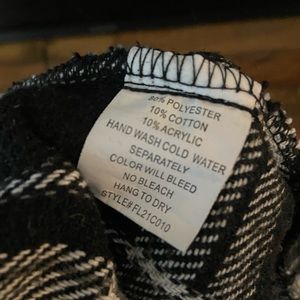 80% POLYESTER
10% COTTON
10% ACRYLIC
HAND WASH COLD WATER
SEPARATELY
COLOR WILL BLEED
NO BLEACH
HANG TO DRY
STYLE# FL21C010